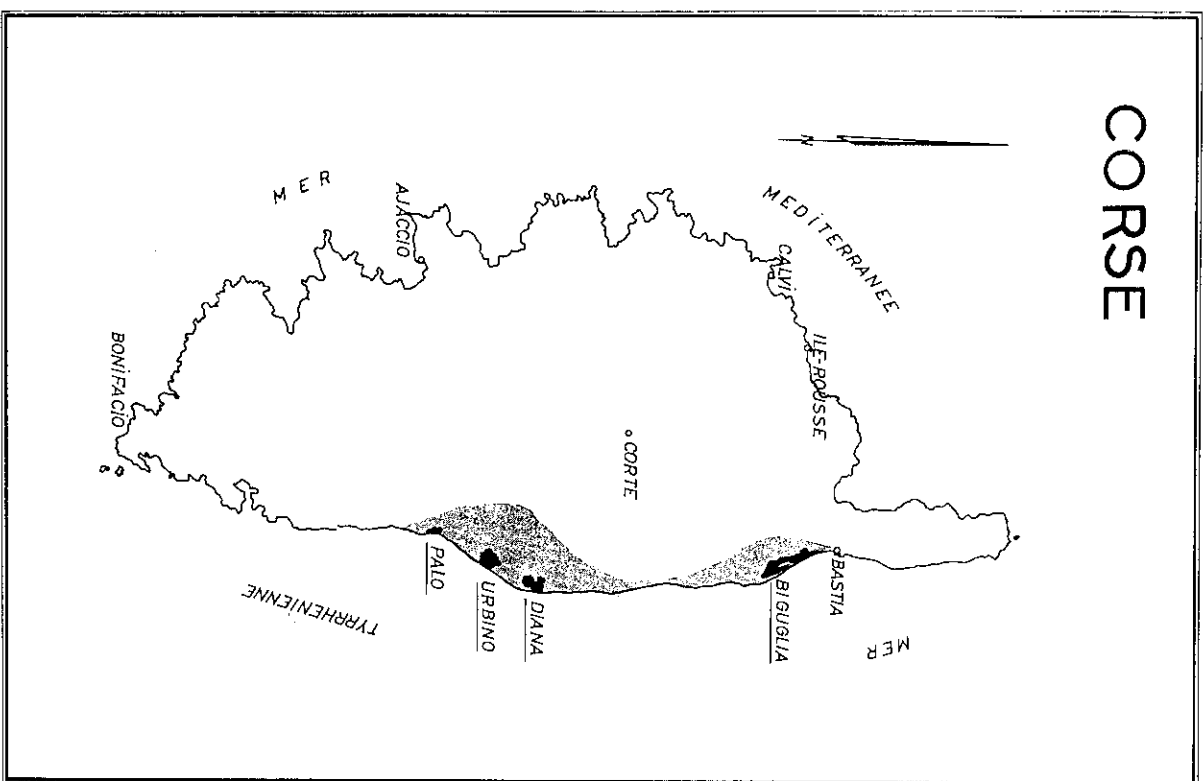 CORSE
N
MEDITERRANEE
MER
CALVI
ILE-ROUSSE
AJACCIO
BONIFACIO
CORTE
BASTIA
BIGUGLIA
DIANA
URBINO
PALO
MER
TYRRHENIENNE